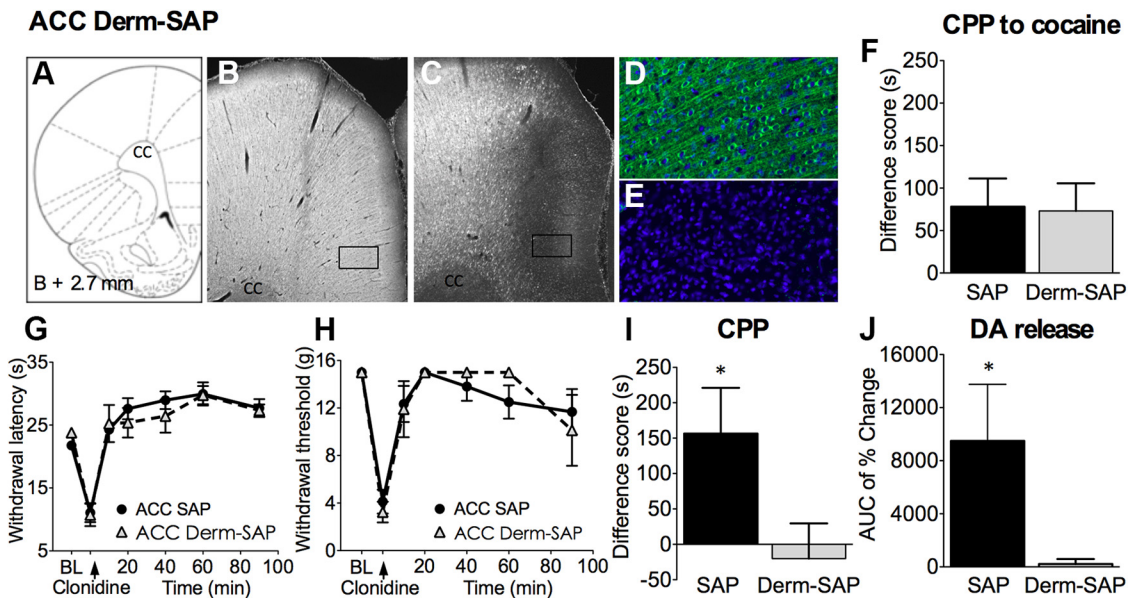 ACC Derm-SAP
CPP to cocaine
A
B
C
D
E
F
CC
B + 2.7 mm
CC
CC
Difference score (s)
250
200
150
100
50
0
SAP
Derm-SAP
G
Withdrawal latency (s)
35
25
15
5
ACC SAP
ACC Derm-SAP
BL
0
20
40
60
80
100
Clonidine
Time (min)
H
Withdrawal threshold (g)
16
12
8
4
0
ACC SAP
ACC Derm-SAP
BL
0
20
40
60
80
100
Clonidine
Time (min)
I
CPP
Difference score (s)
250
200
150
100
50
0
-50
*
SAP
Derm-SAP
J
DA release
AUC of % Change
16000
12000
8000
4000
0
*
SAP
Derm-SAP